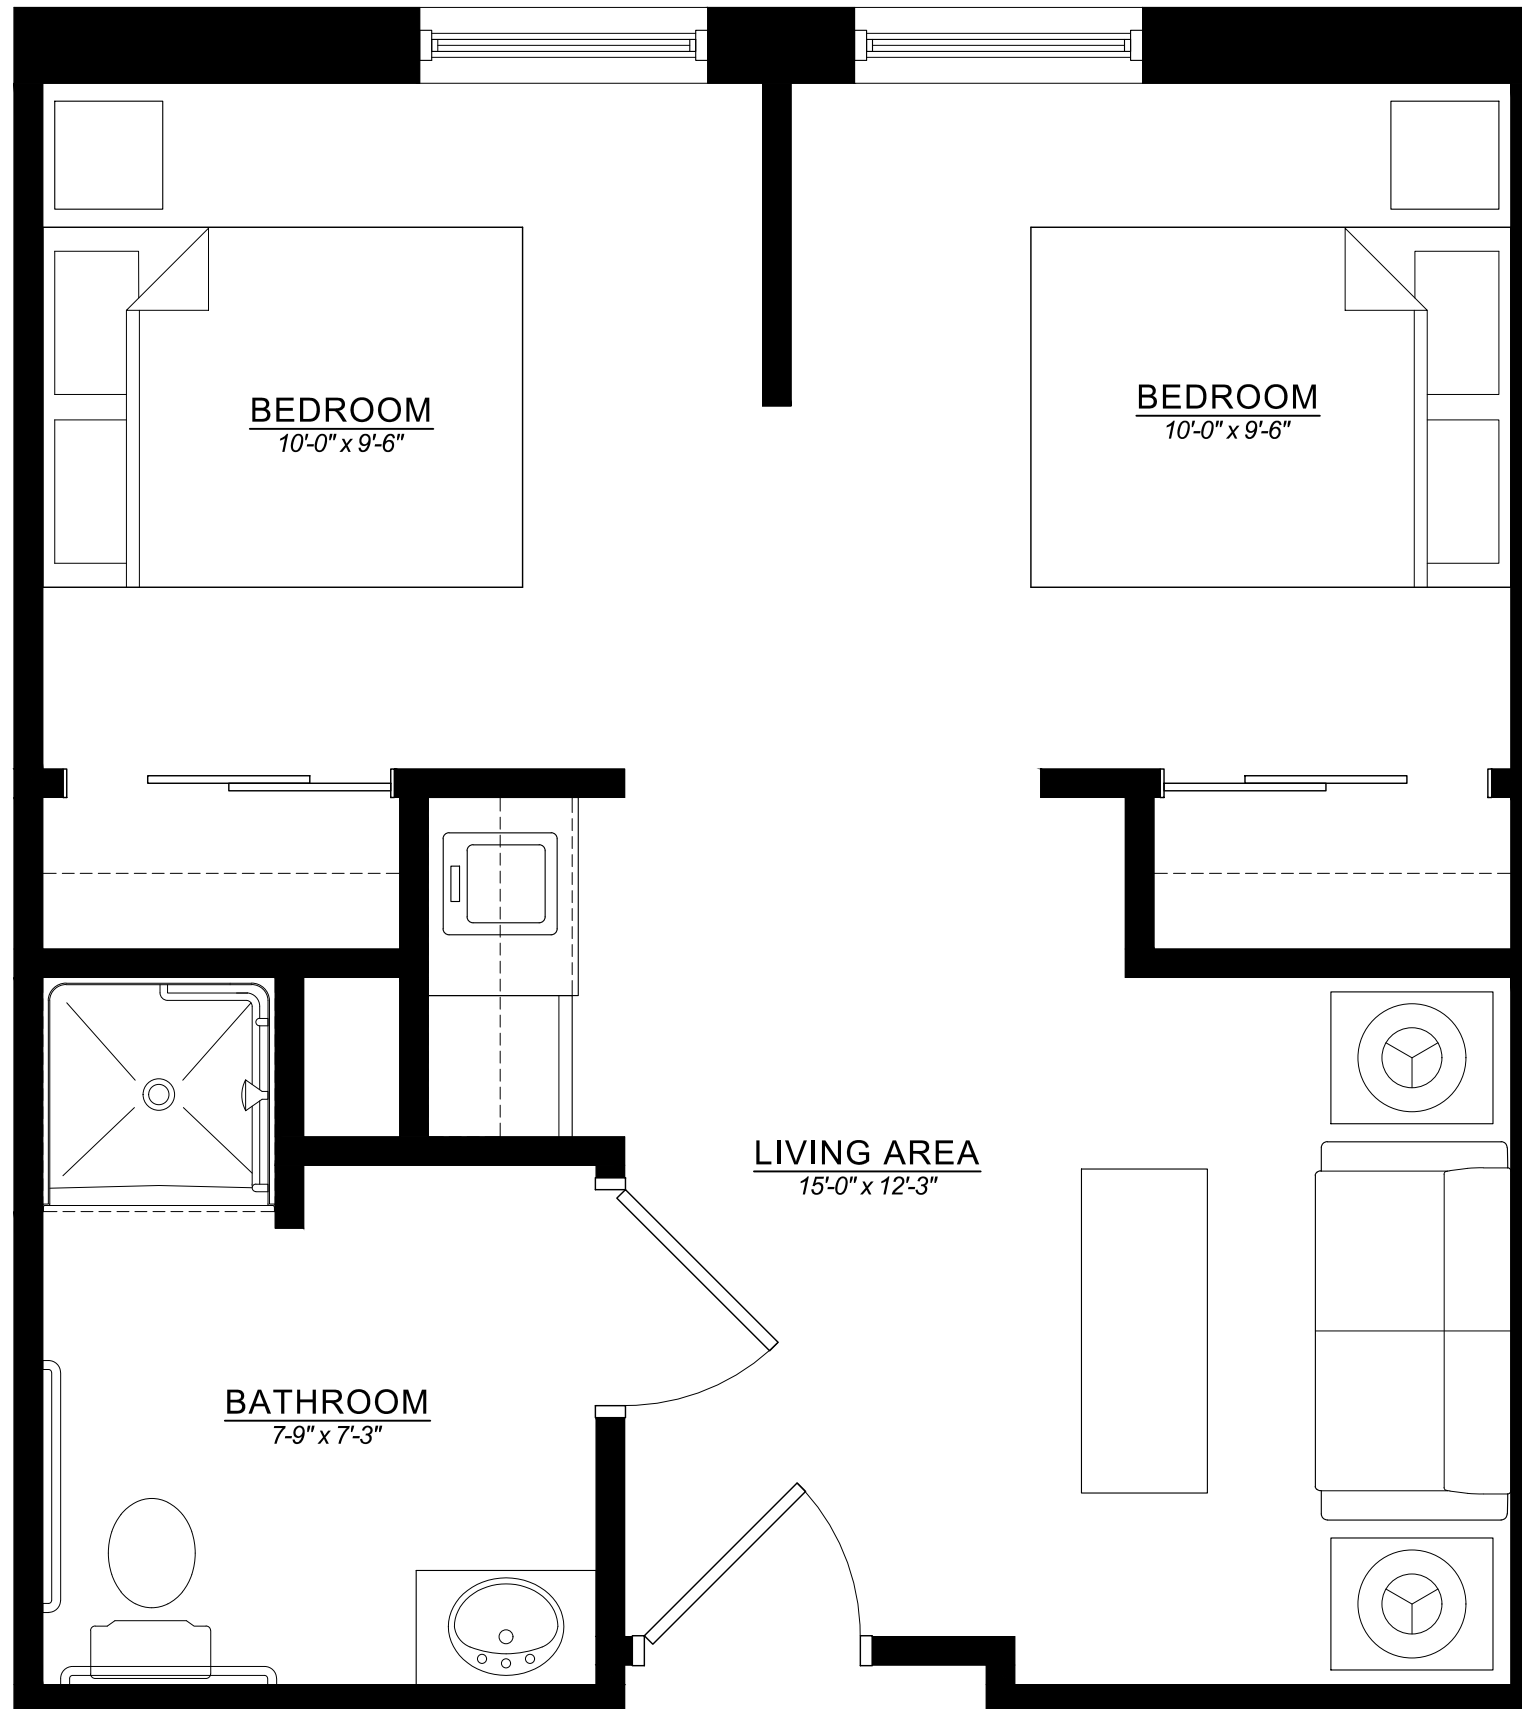 BEDROOM
10'-0" x 9'-6"
BEDROOM
10'-0" x 9'-6"
LIVING AREA
15'-0" x 12'-3"
BATHROOM
7-9" x 7'-3"